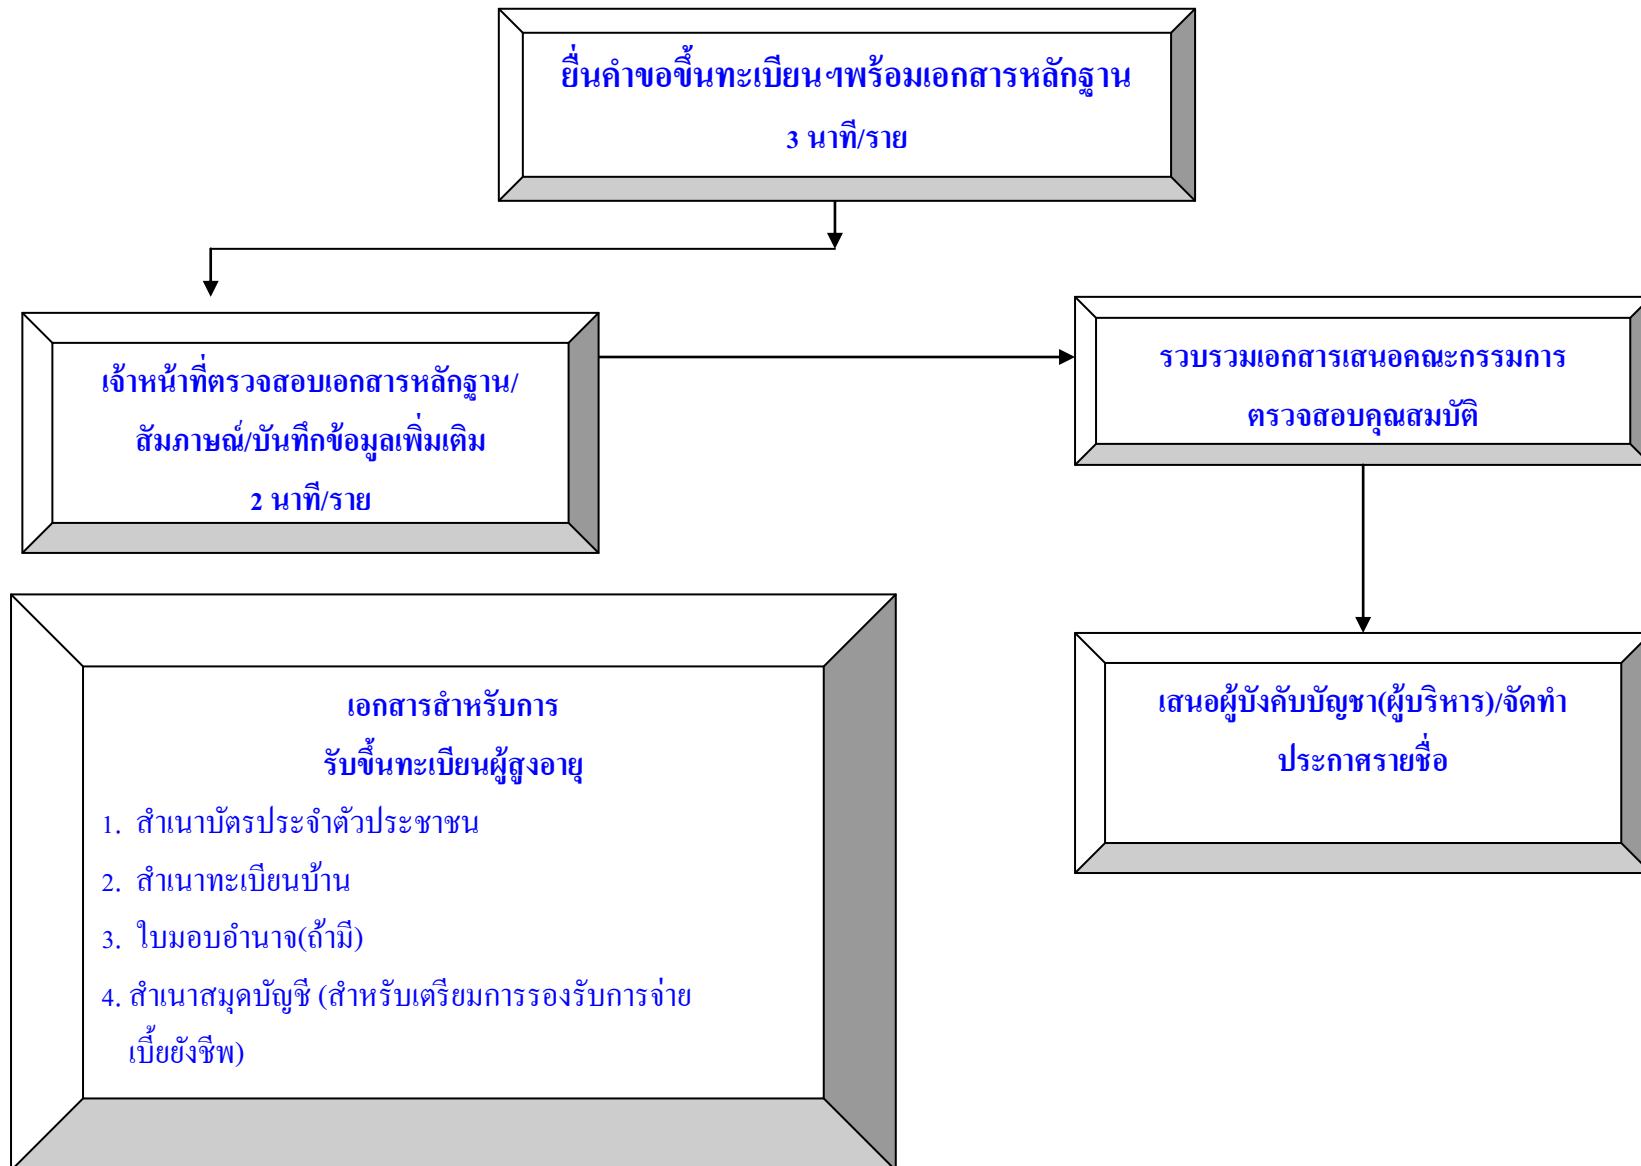 ยื่นคำขอขึ้นทะเบียนฯพร้อมเอกสารหลักฐาน
3 นาที/ราย
เจ้าหน้าที่ตรวจสอบเอกสารหลักฐาน/
สัมภาษณ์/บันทึกข้อมูลเพิ่มเติม
2 นาที/ราย
รวบรวมเอกสารเสนอคณะกรรมการ
ตรวจสอบคุณสมบัติ
เสนอผู้บังคับบัญชา(ผู้บริหาร)/จัดทำ
ประกาศรายชื่อ
เอกสารสำหรับการ
รับขึ้นทะเบียนผู้สูงอายุ
1. สำเนาบัตรประจำตัวประชาชน
2. สำเนาทะเบียนบ้าน
3. ใบมอบอำนาจ(ถ้ามี)
4. สำเนาสมุดบัญชี (สำหรับเตรียมการรองรับการจ่าย
เบี้ยยังชีพ)